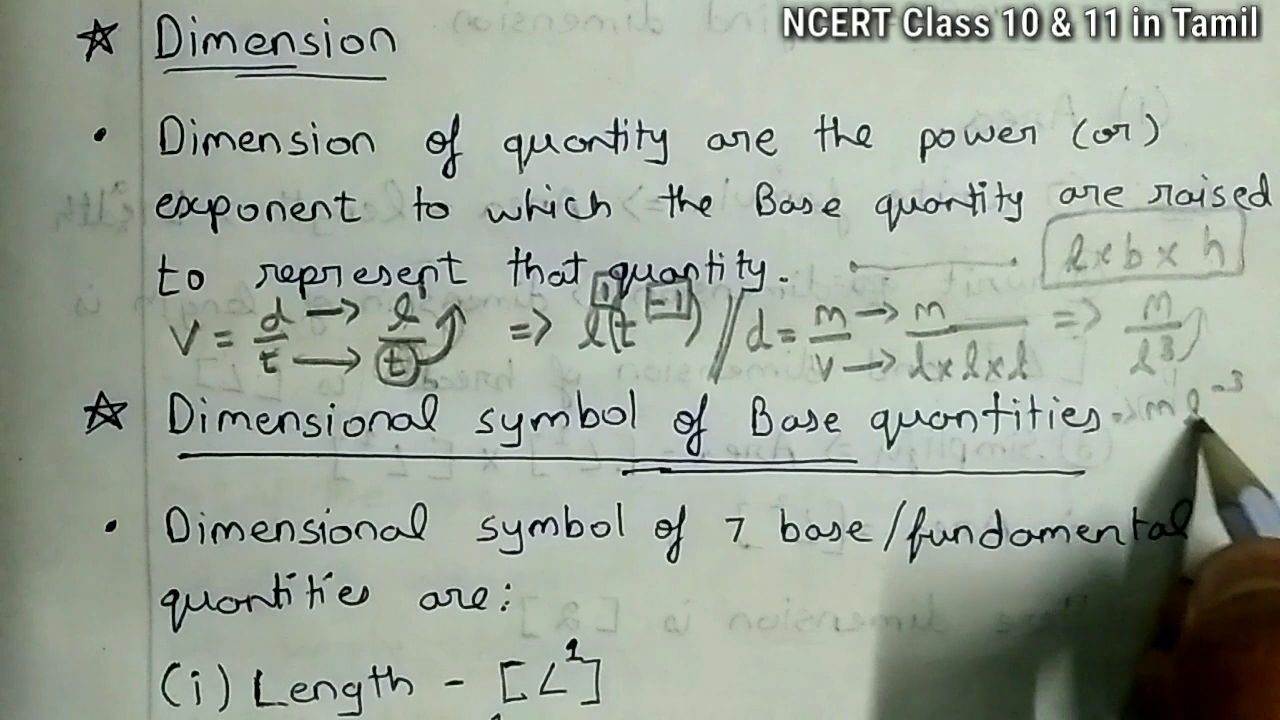 NCERT Class 10 & 11 in Tamil
☆ Dimension
• Dimension of quantity are the power (or)
exponent to which the Base quantity are raised
to represent that quantity. l × b × h
V = d/t → l/t => l(t^-1) // d = m/v → m/l×l×l => m/l³
☆ Dimensional symbol of Base quantities => m l^-3
• Dimensional symbol of 7 base/fundamental
quantities are:
(i) Length - [L¹]